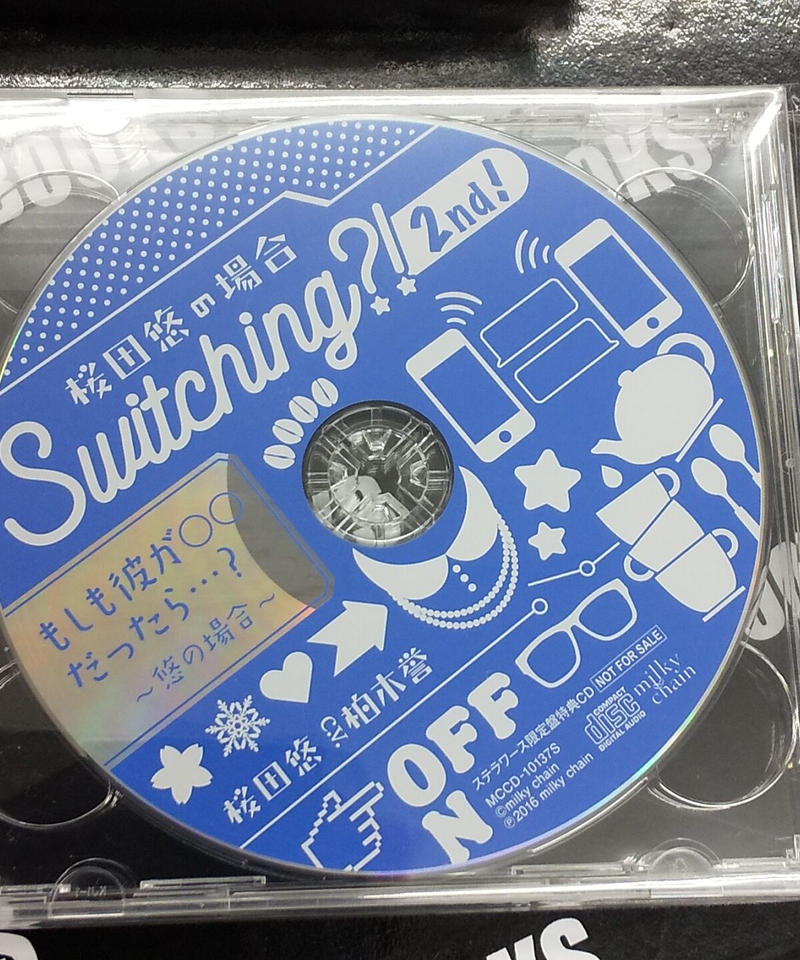 桜田悠の場合
Switching?!
2nd!
もしも彼が○○
だったら…?
～悠の場合～
桜田悠 CV.柏木誉
OFF
N
ステラワース限定盤特典CD
NOT FOR SALE
MCCD-10137S
©milky chain
℗2016 milky chain
COMPACT
disc
DIGITAL AUDIO
milky
chain
BOOKS
OKS
OKS